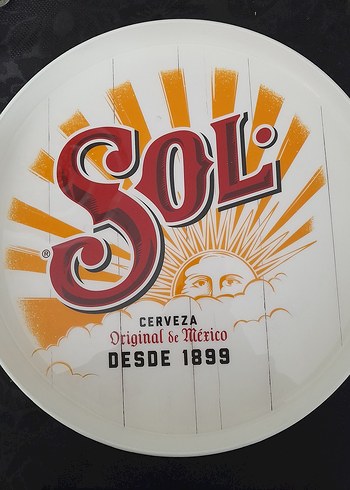 SOL
®
CERVEZA
Original de México
DESDE 1899